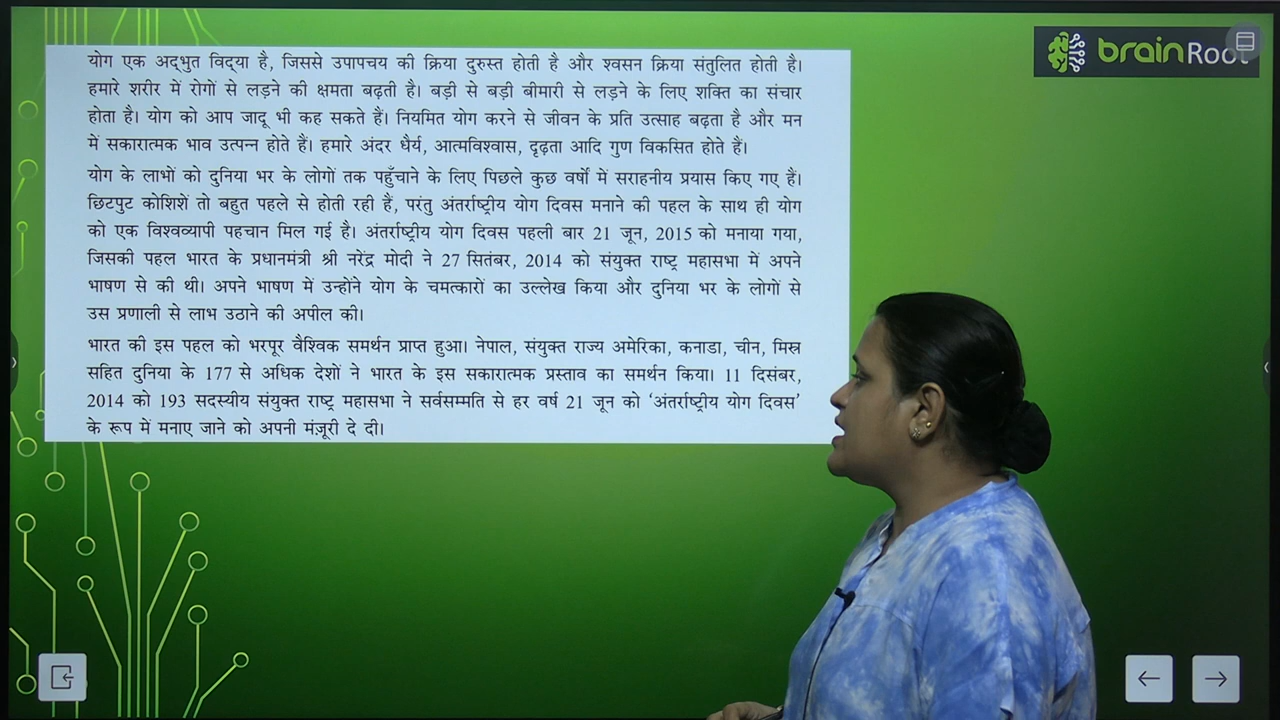 brainRoot
योग एक अद्‌भुत विद्‌या है, जिससे उपापचय की क्रिया दुरुस्त होती है और श्वसन क्रिया संतुलित होती है।
हमारे शरीर में रोगों से लड़ने की क्षमता बढ़ती है। बड़ी से बड़ी बीमारी से लड़ने के लिए शक्ति का संचार
होता है। योग को आप जादू भी कह सकते हैं। नियमित योग करने से जीवन के प्रति उत्साह बढ़ता है और मन
में सकारात्मक भाव उत्पन्न होते हैं। हमारे अंदर धैर्य, आत्मविश्वास, दृढ़ता आदि गुण विकसित होते हैं।
योग के लाभों को दुनिया भर के लोगों तक पहुँचाने के लिए पिछले कुछ वर्षों में सराहनीय प्रयास किए गए हैं।
छिटपुट कोशिशें तो बहुत पहले से होती रही हैं, परंतु अंतर्राष्ट्रीय योग दिवस मनाने की पहल के साथ ही योग
को एक विश्वव्यापी पहचान मिल गई है। अंतर्राष्ट्रीय योग दिवस पहली बार 21 जून, 2015 को मनाया गया,
जिसकी पहल भारत के प्रधानमंत्री श्री नरेंद्र मोदी ने 27 सितंबर, 2014 को संयुक्त राष्ट्र महासभा में अपने
भाषण से की थी। अपने भाषण में उन्होंने योग के चमत्कारों का उल्लेख किया और दुनिया भर के लोगों से
उस प्रणाली से लाभ उठाने की अपील की।
भारत की इस पहल को भरपूर वैश्विक समर्थन प्राप्त हुआ। नेपाल, संयुक्त राज्य अमेरिका, कनाडा, चीन, मिस्र
सहित दुनिया के 177 से अधिक देशों ने भारत के इस सकारात्मक प्रस्ताव का समर्थन किया। 11 दिसंबर,
2014 को 193 सदस्यीय संयुक्त राष्ट्र महासभा ने सर्वसम्मति से हर वर्ष 21 जून को ‘अंतर्राष्ट्रीय योग दिवस’
के रूप में मनाए जाने को अपनी मंज़ूरी दे दी।